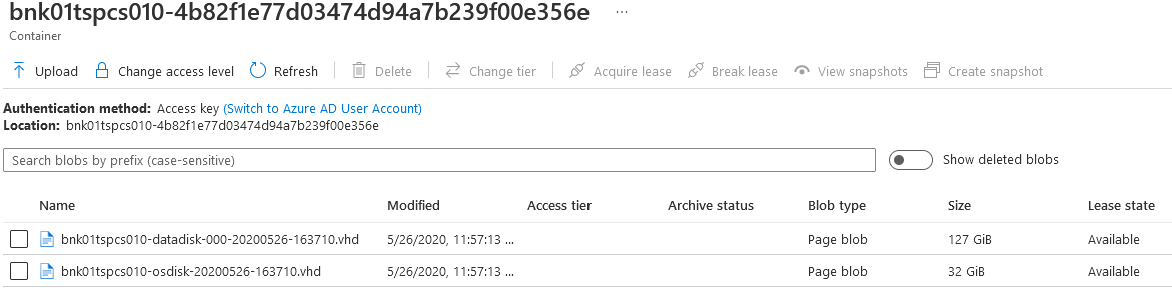 bnk01tspcs010-4b82f1e77d03474d94a7b239f00e356e ...
Container
Upload Change access level Refresh Delete Change tier Acquire lease Break lease View snapshots Create snapshot
Authentication method: Access key (Switch to Azure AD User Account)
Location: bnk01tspcs010-4b82f1e77d03474d94a7b239f00e356e
Search blobs by prefix (case-sensitive) Show deleted blobs
Name Modified Access tier Archive status Blob type Size Lease state
bnk01tspcs010-datadisk-000-20200526-163710.vhd 5/26/2020, 11:57:13 ... Page blob 127 GiB Available
bnk01tspcs010-osdisk-20200526-163710.vhd 5/26/2020, 11:57:13 ... Page blob 32 GiB Available